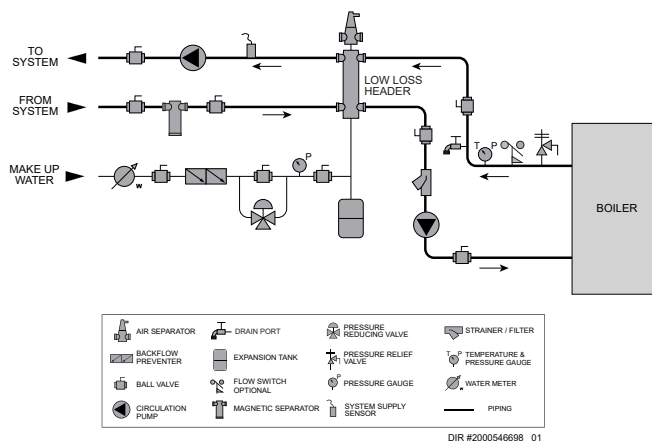 TO
SYSTEM
LOW LOSS
HEADER
FROM
SYSTEM
T P
P
MAKE UP
WATER
W
BOILER
AIR SEPARATOR
DRAIN PORT
PRESSURE
REDUCING VALVE
STRAINER / FILTER
BACKFLOW
PREVENTER
EXPANSION TANK
PRESSURE RELIEF
VALVE
T P
TEMPERATURE &
PRESSURE GAUGE
BALL VALVE
FLOW SWITCH
OPTIONAL
P
PRESSURE GAUGE
W
WATER METER
CIRCULATION
PUMP
MAGNETIC SEPARATOR
SYSTEM SUPPLY
SENSOR
PIPING
DIR #2000546698 01